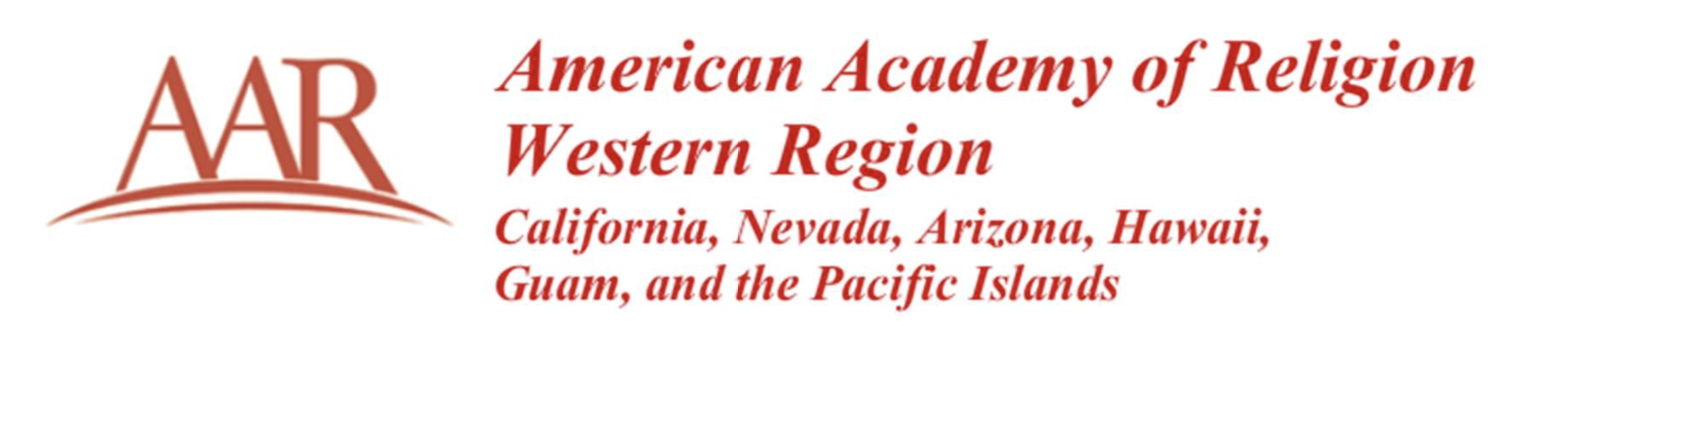 AAR
American Academy of Religion
Western Region
California, Nevada, Arizona, Hawaii,
Guam, and the Pacific Islands